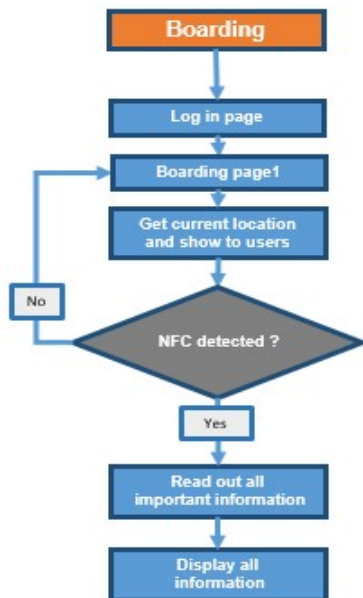 Boarding
Log in page
Boarding page1
Get current location
and show to users
No
NFC detected ?
Yes
Read out all
important information
Display all
information